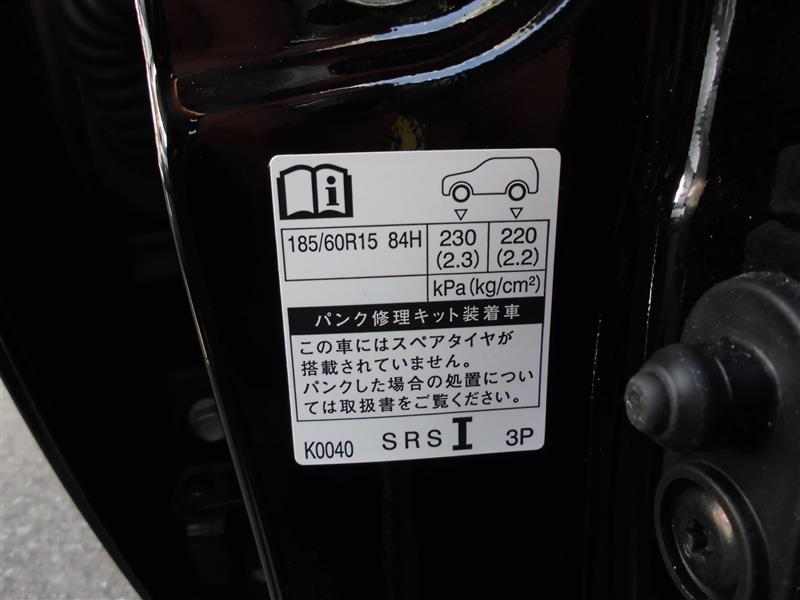 185/60R15 84H 230 (2.3) 220 (2.2)
kPa(kg/cm²)
パンク修理キット装着車
この車にはスペアタイヤが
搭載されていません。
パンクした場合の処置につい
ては取扱書をご覧ください。
K0040 SRS I 3P